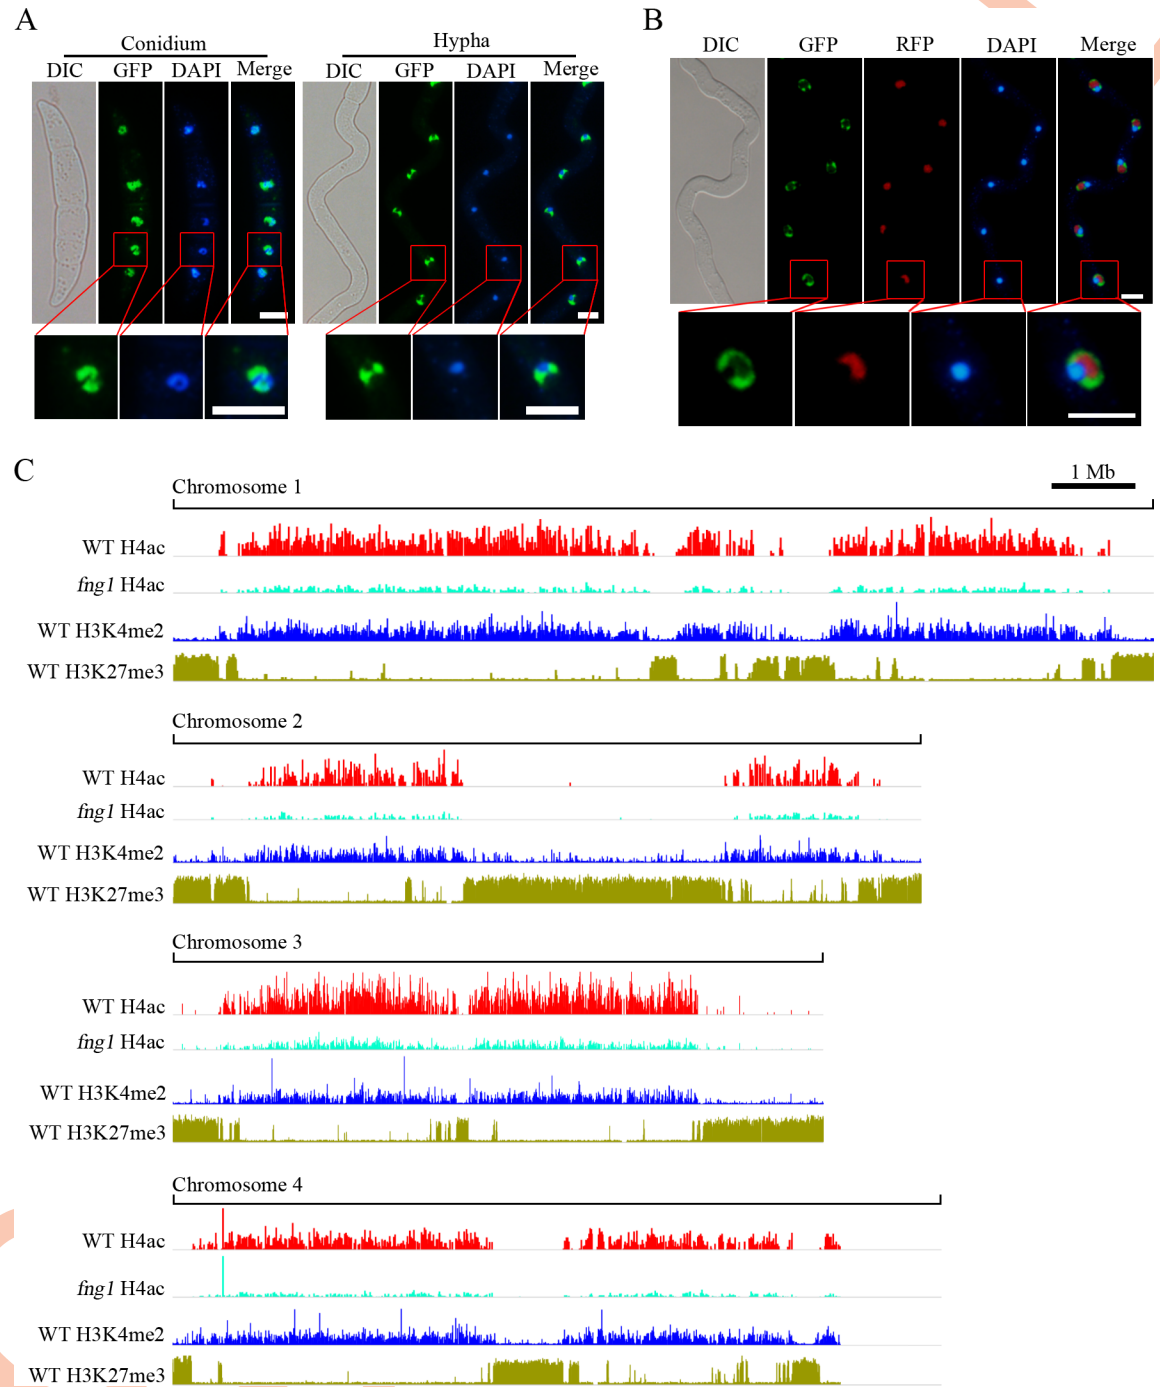 A
B
Conidium
Hypha
DIC GFP DAPI Merge
DIC GFP DAPI Merge
DIC GFP RFP DAPI Merge
C
1 Mb
Chromosome 1
WT H4ac
fng1 H4ac
WT H3K4me2
WT H3K27me3
Chromosome 2
WT H4ac
fng1 H4ac
WT H3K4me2
WT H3K27me3
Chromosome 3
WT H4ac
fng1 H4ac
WT H3K4me2
WT H3K27me3
Chromosome 4
WT H4ac
fng1 H4ac
WT H3K4me2
WT H3K27me3